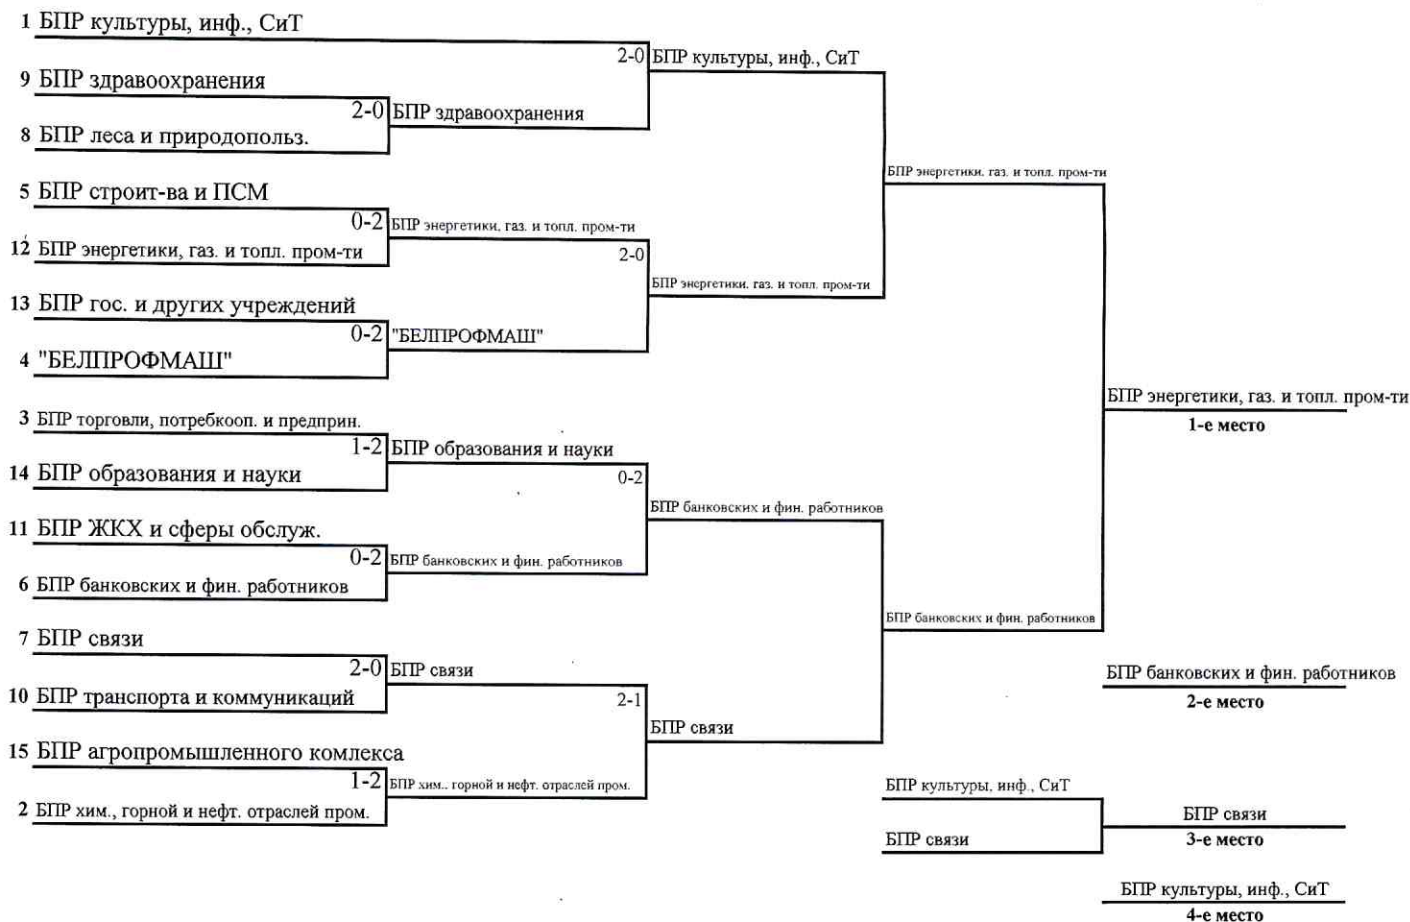 1 БПР культуры, инф., СиТ
2-0 БПР культуры, инф., СиТ
9 БПР здравоохранения
2-0 БПР здравоохранения
8 БПР леса и природопольз.
БПР энергетики, газ. и топл. пром-ти
5 БПР строит-ва и ПСМ
0-2 БПР энергетики, газ. и топл. пром-ти
12 БПР энергетики, газ. и топл. пром-ти
2-0
БПР энергетики, газ. и топл. пром-ти
13 БПР гос. и других учреждений
0-2 "БЕЛПРОФМАШ"
4 "БЕЛПРОФМАШ"
БПР энергетики, газ. и топл. пром-ти
1-е место
3 БПР торговли, потребкооп. и предприн.
1-2 БПР образования и науки
14 БПР образования и науки
0-2
БПР банковских и фин. работников
11 БПР ЖКХ и сферы обслуж.
0-2 БПР банковских и фин. работников
6 БПР банковских и фин. работников
БПР банковских и фин. работников
7 БПР связи
2-0 БПР связи
БПР банковских и фин. работников
2-е место
10 БПР транспорта и коммуникаций
2-1
БПР связи
15 БПР агропромышленного комлекса
1-2 БПР хим., горной и нефт. отраслей пром.
2 БПР хим., горной и нефт. отраслей пром.
БПР культуры, инф., СиТ
БПР связи
3-е место
БПР связи
БПР культуры, инф., СиТ
4-е место